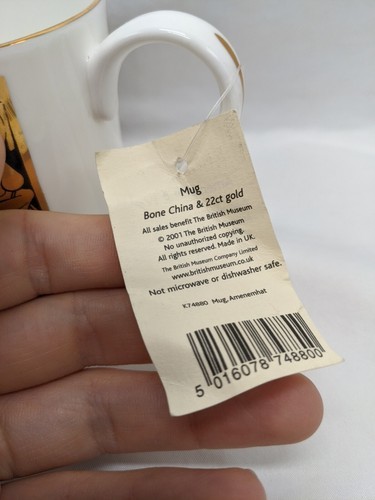 Mug
Bone China & 22ct gold
All sales benefit The British Museum
© 2001 The British Museum
No unauthorized copying.
All rights reserved. Made in UK.
The British Museum Company Limited
www.britishmuseum.co.uk
Not microwave or dishwasher safe.
K74880 Mug, Amenemhat
5 016078 748800